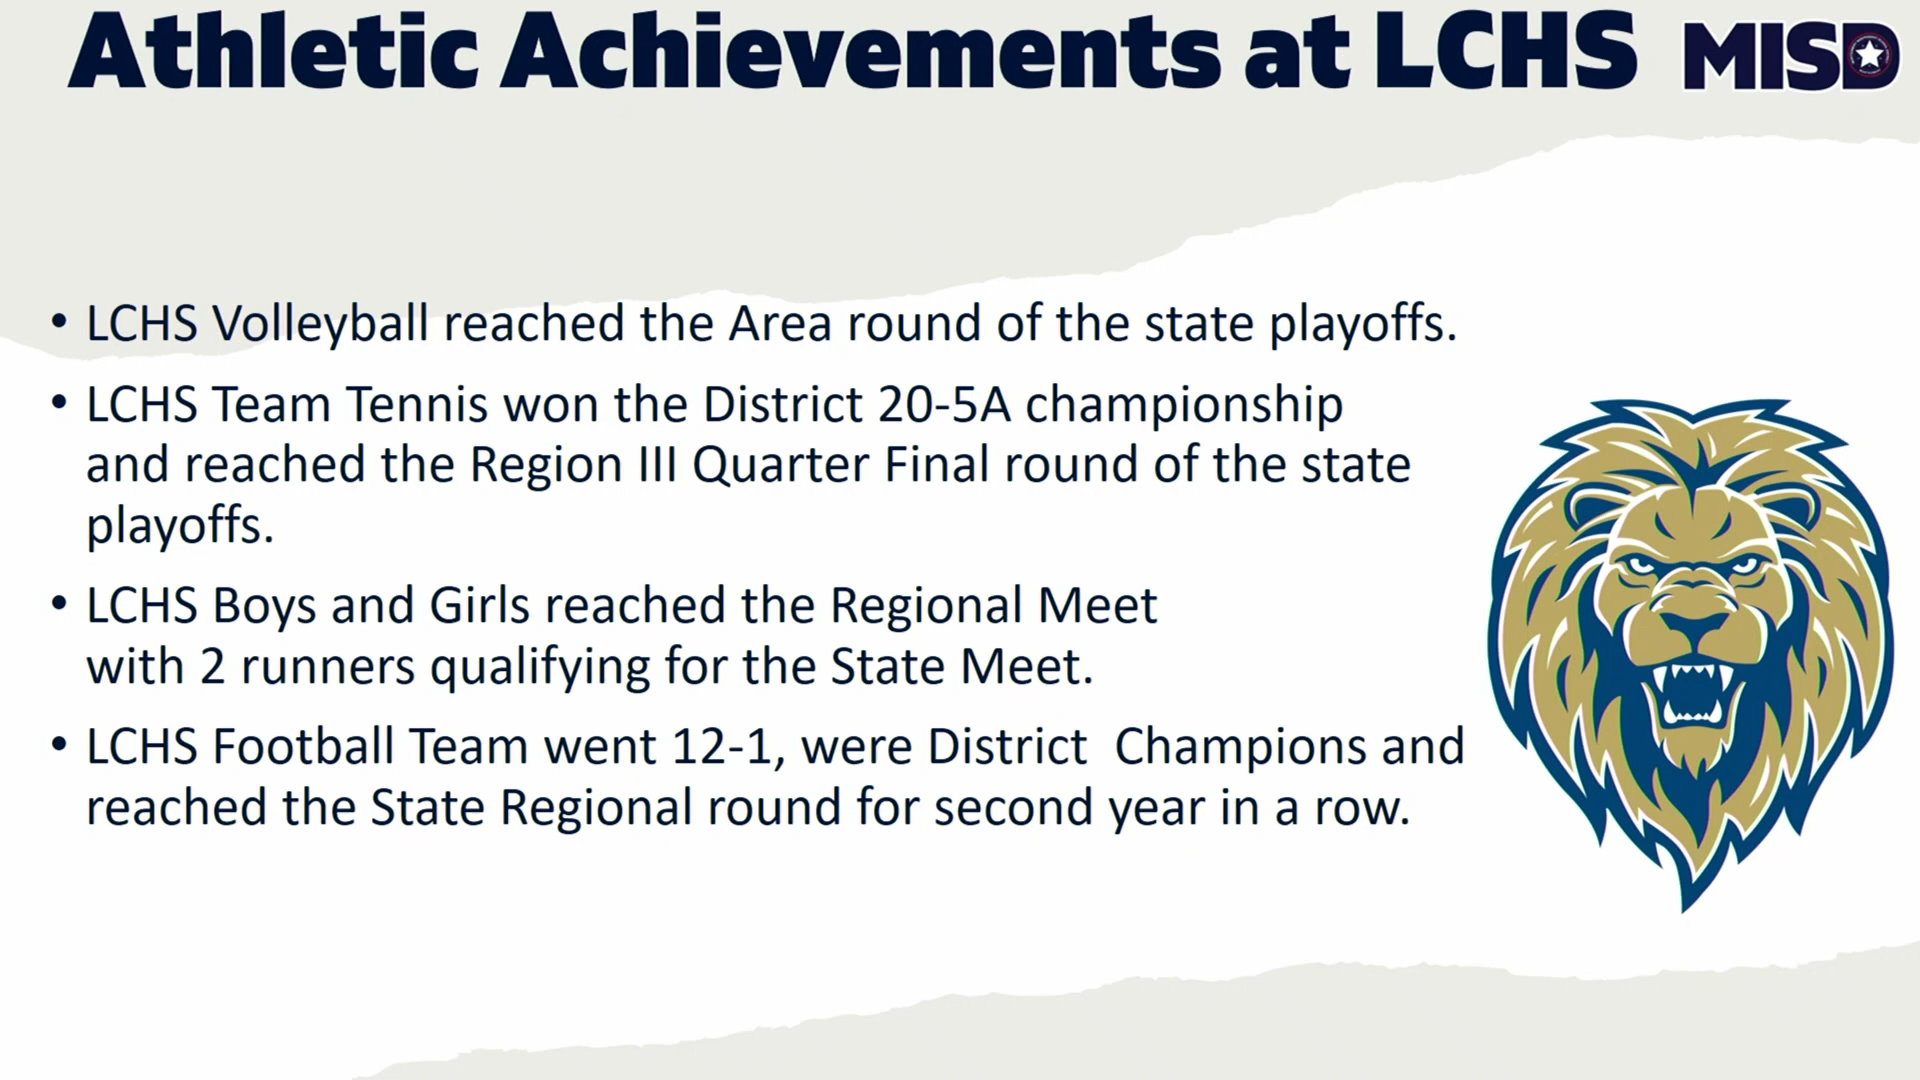 Athletic Achievements at LCHS MISD
• LCHS Volleyball reached the Area round of the state playoffs.
• LCHS Team Tennis won the District 20-5A championship
and reached the Region III Quarter Final round of the state
playoffs.
• LCHS Boys and Girls reached the Regional Meet
with 2 runners qualifying for the State Meet.
• LCHS Football Team went 12-1, were District  Champions and
reached the State Regional round for second year in a row.